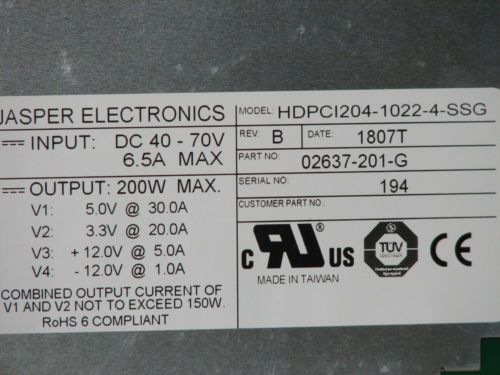 JASPER ELECTRONICS
INPUT: DC 40 - 70V
6.5A MAX
OUTPUT: 200W MAX.
V1: 5.0V @ 30.0A
V2: 3.3V @ 20.0A
V3: + 12.0V @ 5.0A
V4: - 12.0V @ 1.0A
COMBINED OUTPUT CURRENT OF
V1 AND V2 NOT TO EXCEED 150W.
RoHS 6 COMPLIANT
MODEL: HDPCI204-1022-4-SSG
REV: B DATE: 1807T
PART NO: 02637-201-G
SERIAL NO: 194
CUSTOMER PART NO:
C RU US
TÜV
MADE IN TAIWAN